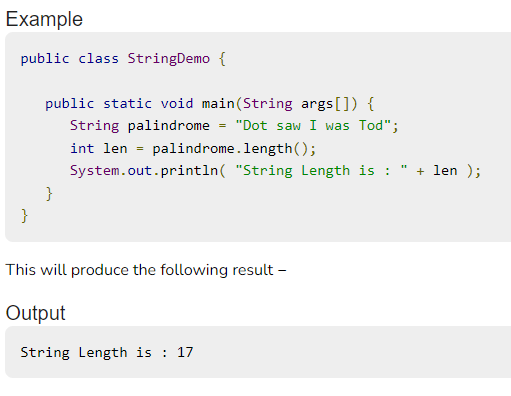 Example
public class StringDemo {
public static void main(String args[]) {
String palindrome = "Dot saw I was Tod";
int len = palindrome.length();
System.out.println( "String Length is : " + len );
}
}
This will produce the following result –
Output
String Length is : 17